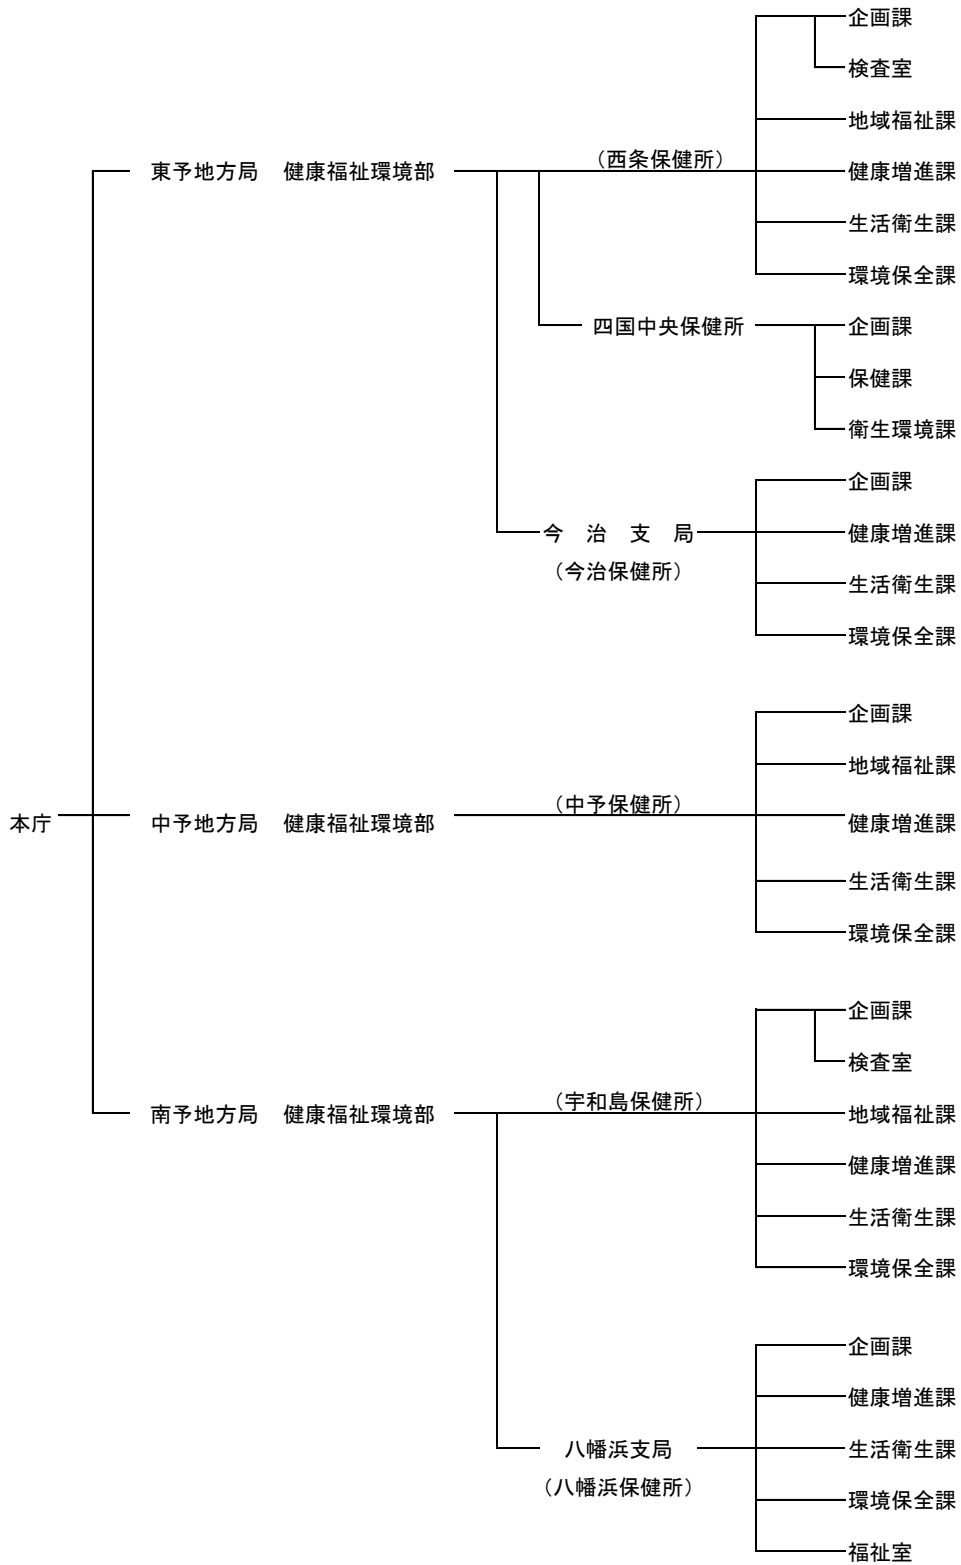 企画課
検査室
地域福祉課
東予地方局 健康福祉環境部
（西条保健所）
健康増進課
生活衛生課
環境保全課
四国中央保健所
企画課
保健課
衛生環境課
企画課
今 治 支 局
健康増進課
（今治保健所）
生活衛生課
環境保全課
企画課
地域福祉課
本庁
中予地方局 健康福祉環境部
（中予保健所）
健康増進課
生活衛生課
環境保全課
企画課
検査室
南予地方局 健康福祉環境部
（宇和島保健所）
地域福祉課
健康増進課
生活衛生課
環境保全課
企画課
健康増進課
八幡浜支局
生活衛生課
（八幡浜保健所）
環境保全課
福祉室